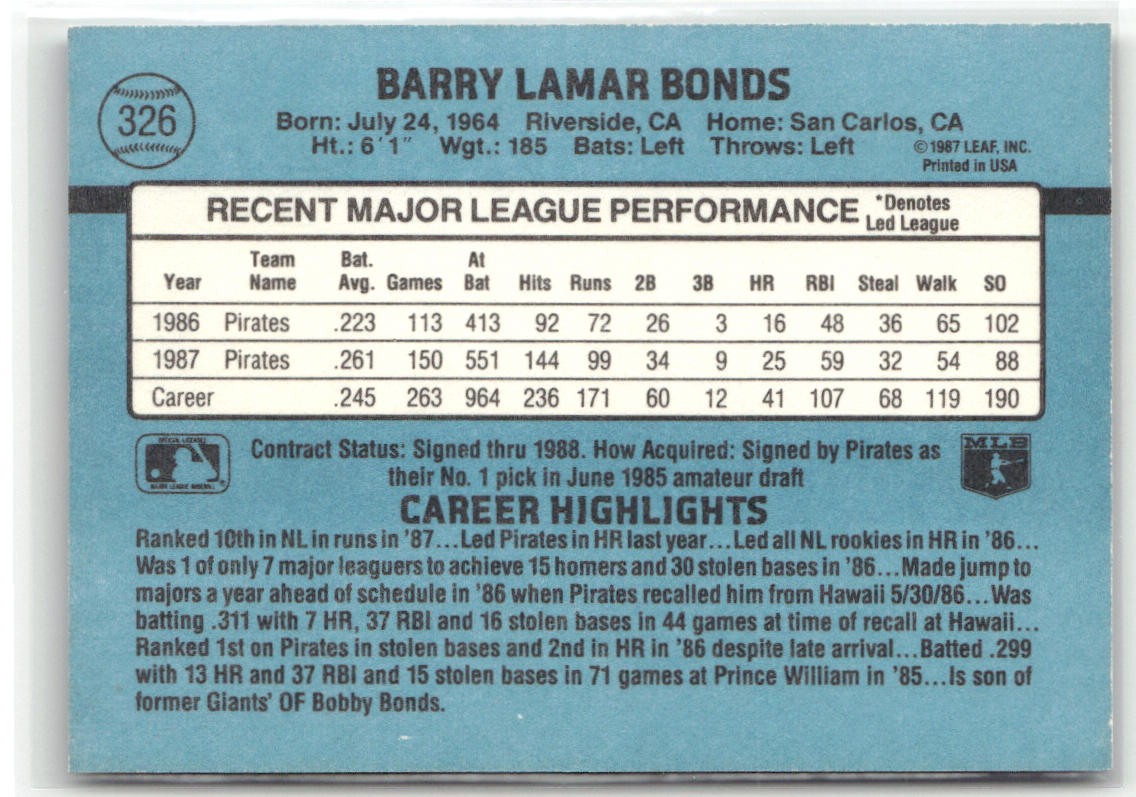 BARRY LAMAR BONDS
326
Born: July 24, 1964 Riverside, CA Home: San Carlos, CA
Ht.: 6'1" Wgt.: 185 Bats: Left Throws: Left
©1987 LEAF, INC.
Printed in USA
RECENT MAJOR LEAGUE PERFORMANCE
*Denotes
Led League
Year Team Name Bat. Avg. Games At Bat Hits Runs 2B 3B HR RBI Steal Walk SO
1986 Pirates .223 113 413 92 72 26 3 16 48 36 65 102
1987 Pirates .261 150 551 144 99 34 9 25 59 32 54 88
Career .245 263 964 236 171 60 12 41 107 68 119 190
Contract Status: Signed thru 1988. How Acquired: Signed by Pirates as
their No. 1 pick in June 1985 amateur draft
MLB
CAREER HIGHLIGHTS
Ranked 10th in NL in runs in '87...Led Pirates in HR last year...Led all NL rookies in HR in '86...
Was 1 of only 7 major leaguers to achieve 15 homers and 30 stolen bases in '86...Made jump to
majors a year ahead of schedule in '86 when Pirates recalled him from Hawaii 5/30/86...Was
batting .311 with 7 HR, 37 RBI and 16 stolen bases in 44 games at time of recall at Hawaii...
Ranked 1st on Pirates in stolen bases and 2nd in HR in '86 despite late arrival...Batted .299
with 13 HR and 37 RBI and 15 stolen bases in 71 games at Prince William in '85...Is son of
former Giants' OF Bobby Bonds.